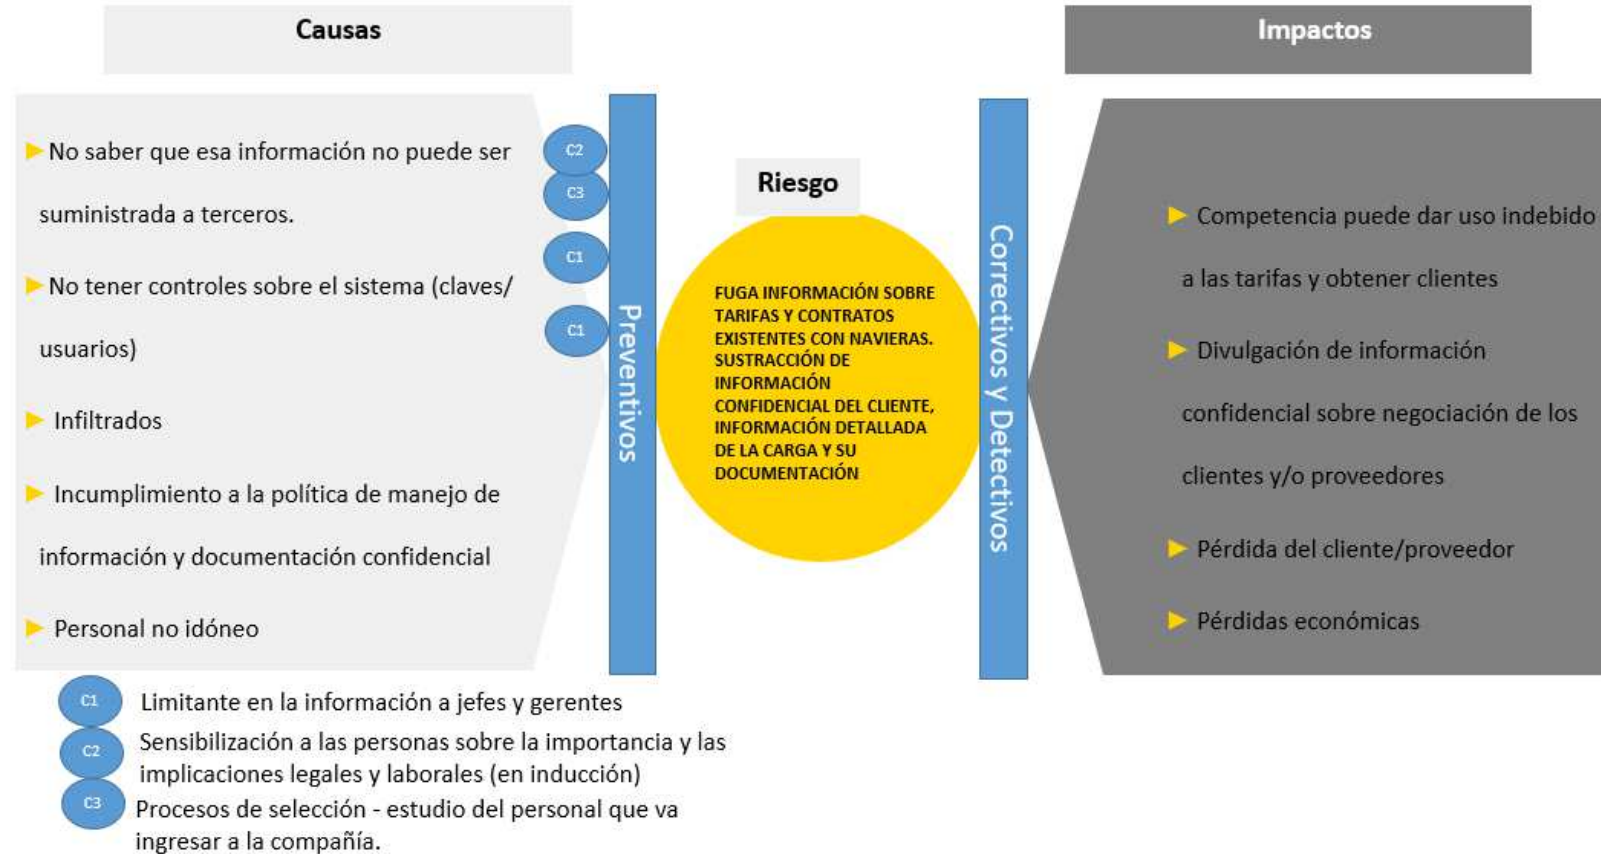 Causas
Impactos
No saber que esa información no puede ser
suministrada a terceros.
No tener controles sobre el sistema (claves/
usuarios)
Infiltrados
Incumplimiento a la política de manejo de
información y documentación confidencial
Personal no idóneo
C2
C3
C1
C1
Preventivos
Riesgo
FUGA INFORMACIÓN SOBRE
TARIFAS Y CONTRATOS
EXISTENTES CON NAVIERAS.
SUSTRACCIÓN DE
INFORMACIÓN
CONFIDENCIAL DEL CLIENTE,
INFORMACIÓN DETALLADA
DE LA CARGA Y SU
DOCUMENTACIÓN
Correctivos y Detectivos
Competencia puede dar uso indebido
a las tarifas y obtener clientes
Divulgación de información
confidencial sobre negociación de los
clientes y/o proveedores
Pérdida del cliente/proveedor
Pérdidas económicas
C1 Limitante en la información a jefes y gerentes
C2 Sensibilización a las personas sobre la importancia y las
implicaciones legales y laborales (en inducción)
C3 Procesos de selección - estudio del personal que va
ingresar a la compañía.